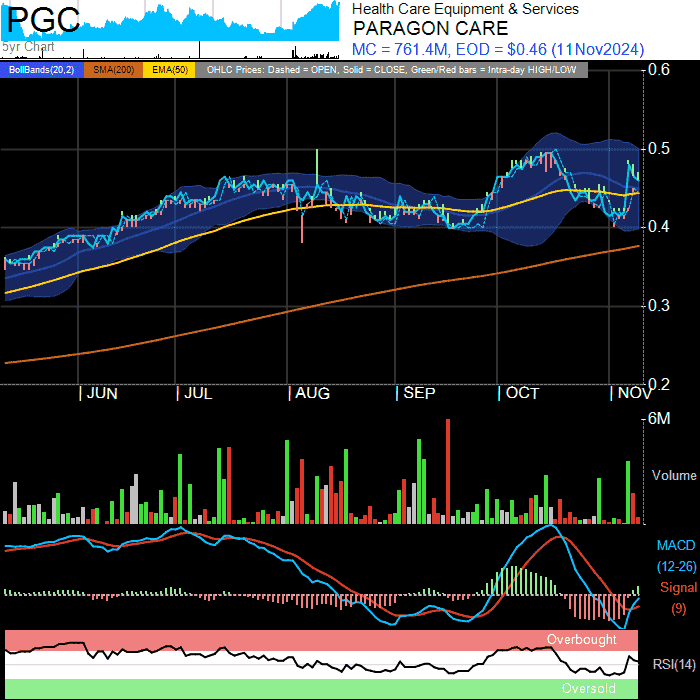 PGC
5yr Chart
Health Care Equipment & Services
PARAGON CARE
MC = 761.4M, EOD = $0.46 (11Nov2024)
BollBands(20,2) SMA(200) EMA(50) OHLC Prices: Dashed = OPEN, Solid = CLOSE, Green/Red bars = Intra-day HIGH/LOW
0.6
0.5
0.4
0.3
0.2
JUN JUL AUG SEP OCT NOV
6M
Volume
MACD
(12-26)
Signal
(9)
Overbought
RSI(14)
Oversold